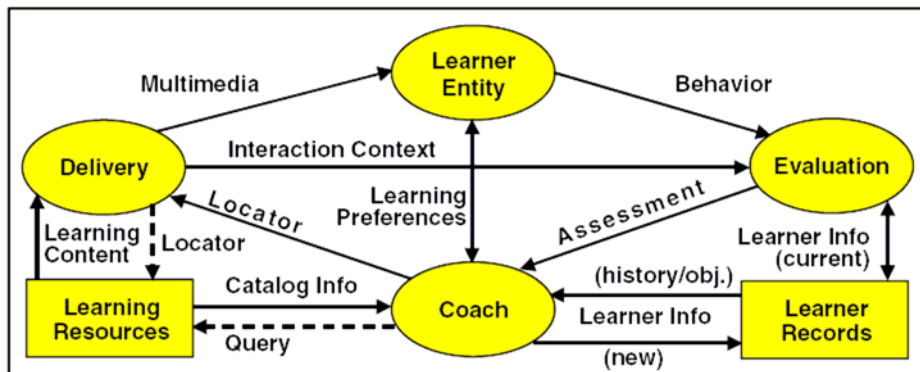 Learner
Entity
Multimedia
Behavior
Delivery
Interaction Context
Evaluation
Learning
Preferences
Locator
Assessment
Learning
Content
Locator
Learner Info
(current)
Learning
Resources
Catalog Info
Query
Coach
(history/obj.)
Learner Info
(new)
Learner
Records